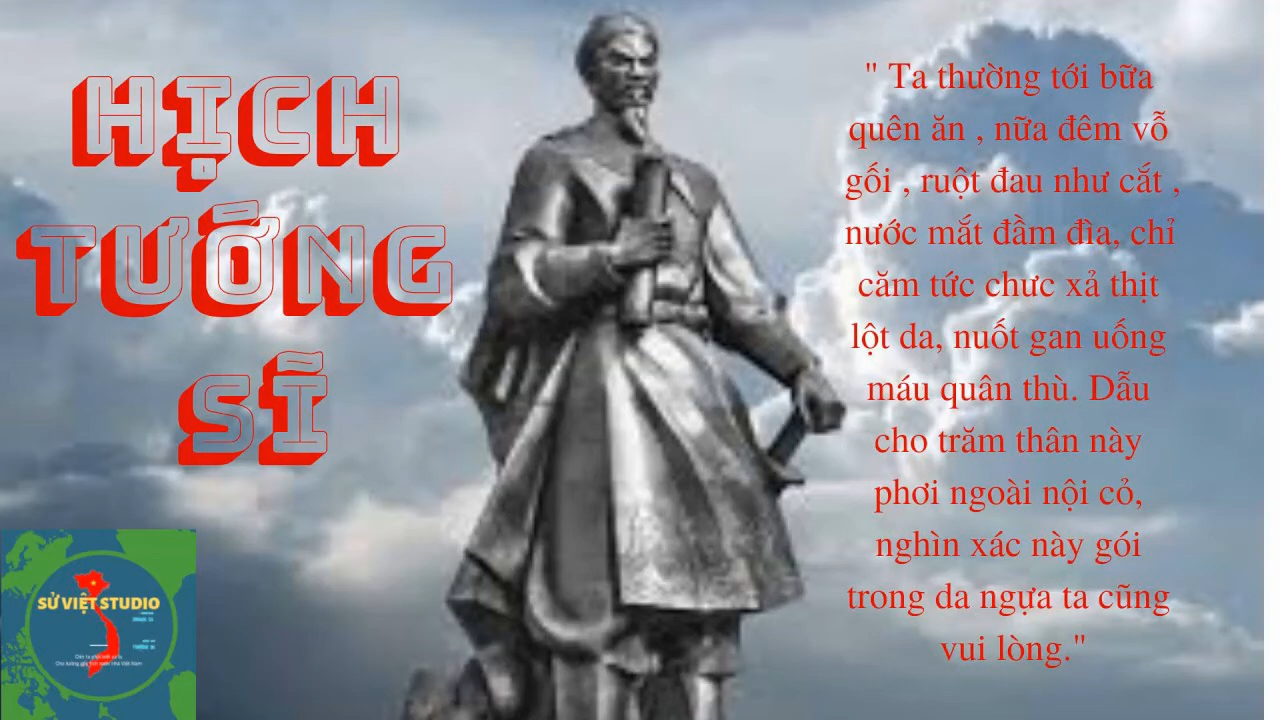 HỊCH
TƯỚNG
SĨ
" Ta thường tới bữa
quên ăn , nữa đêm vỗ
gối , ruột đau như cắt ,
nước mắt đầm đìa, chỉ
căm tức chưc xả thịt
lột da, nuốt gan uống
máu quân thù. Dẫu
cho trăm thân này
phơi ngoài nội cỏ,
nghìn xác này gói
trong da ngựa ta cũng
vui lòng."
SỬ VIỆT STUDIO